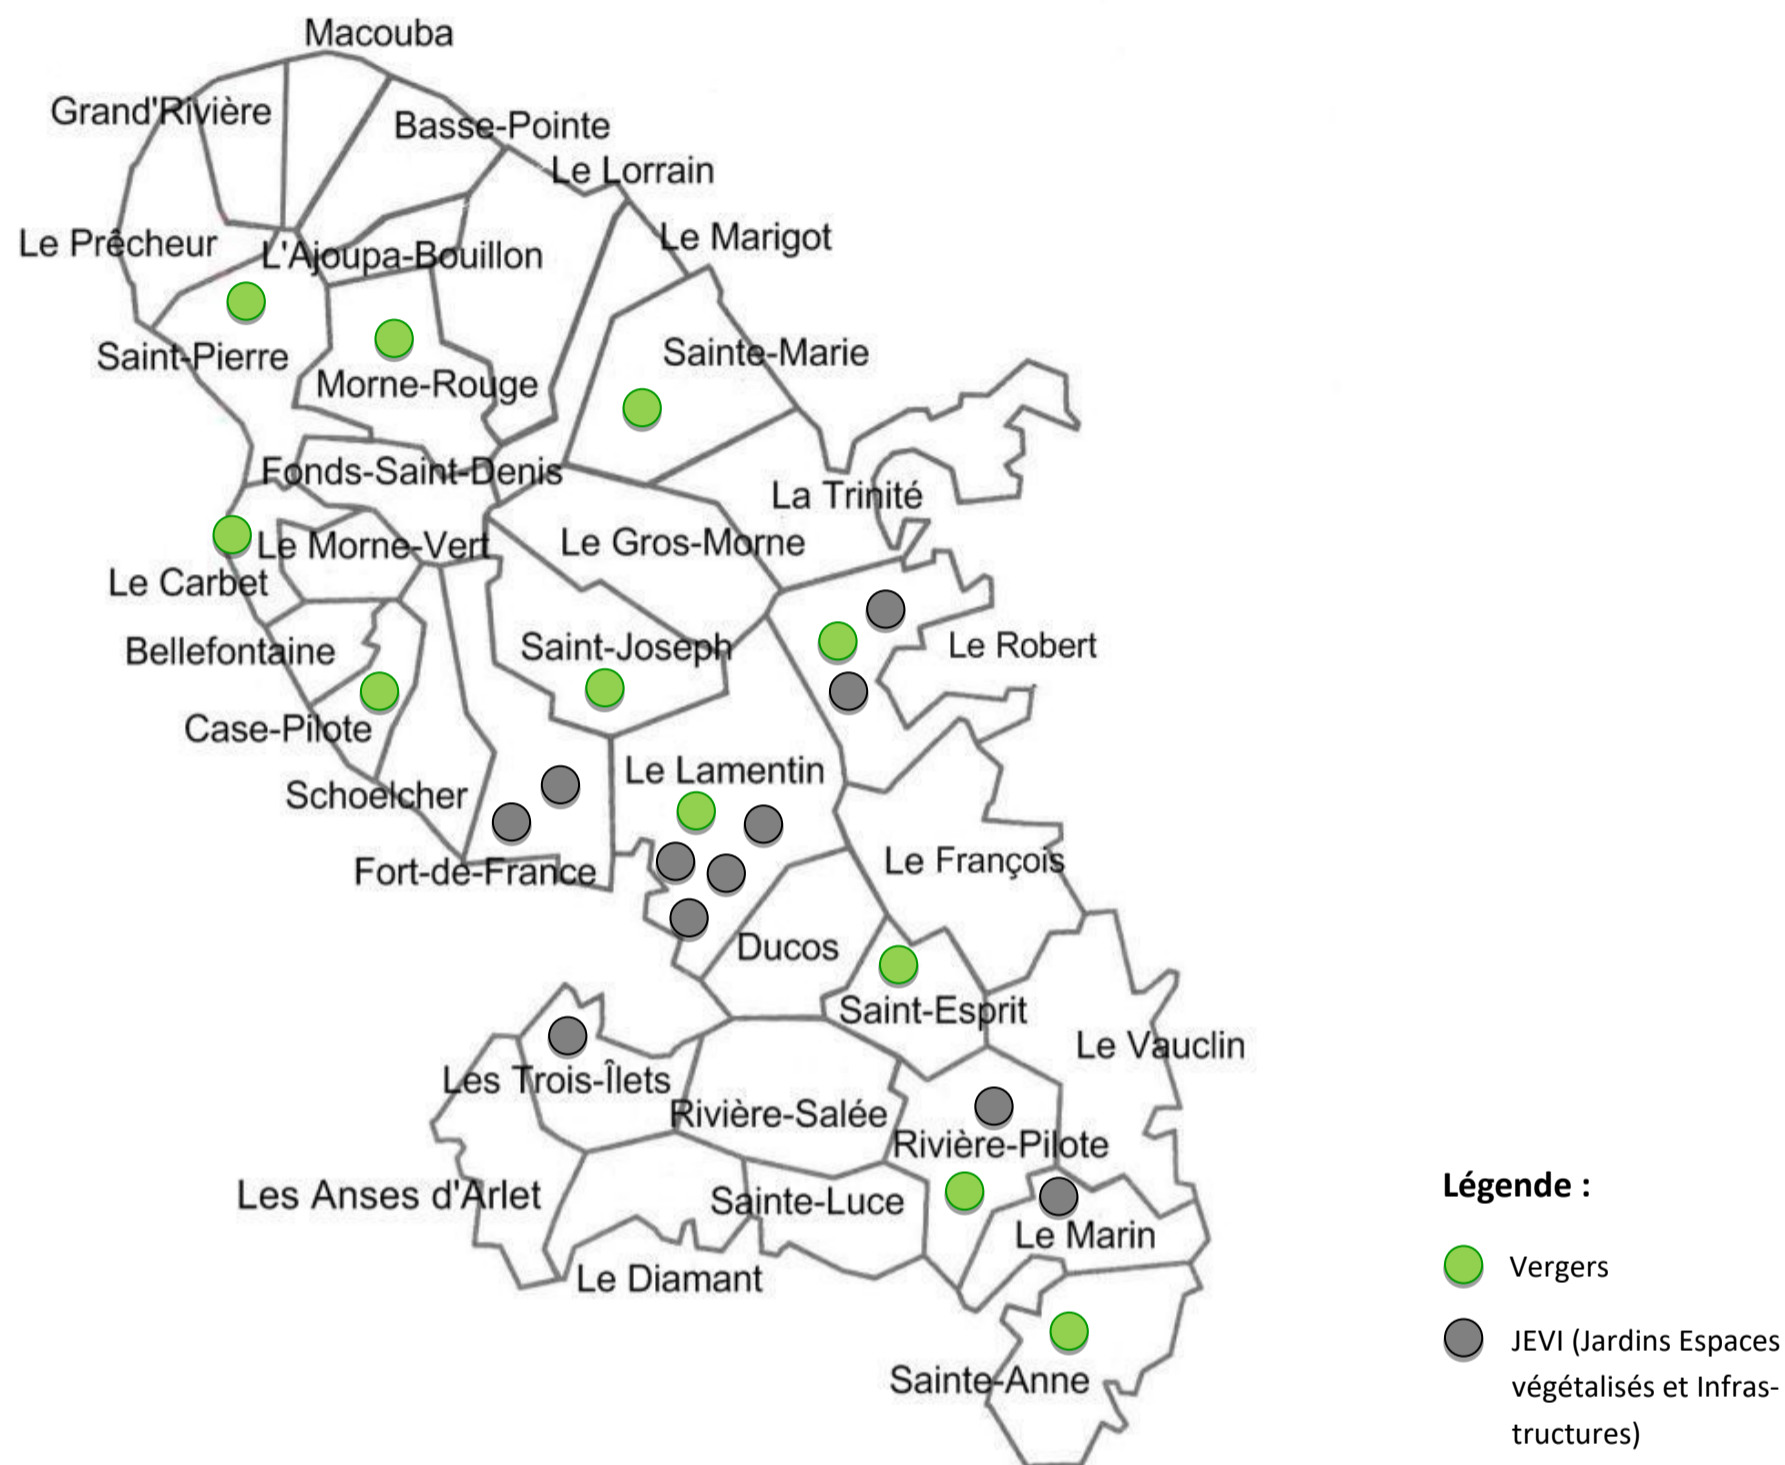 Macouba
Grand'Rivière
Basse-Pointe
Le Lorrain
Le Prêcheur
L'Ajoupa-Bouillon
Le Marigot
Saint-Pierre
Morne-Rouge
Sainte-Marie
Fonds-Saint-Denis
La Trinité
Le Morne-Vert
Le Gros-Morne
Le Carbet
Bellefontaine
Saint-Joseph
Le Robert
Case-Pilote
Schoelcher
Le Lamentin
Fort-de-France
Le François
Ducos
Saint-Esprit
Le Vauclin
Les Trois-Îlets
Rivière-Salée
Rivière-Pilote
Les Anses d'Arlet
Sainte-Luce
Le Marin
Le Diamant
Sainte-Anne
Légende :
Vergers
JEVI (Jardins Espaces
végétalisés et Infras-
tructures)